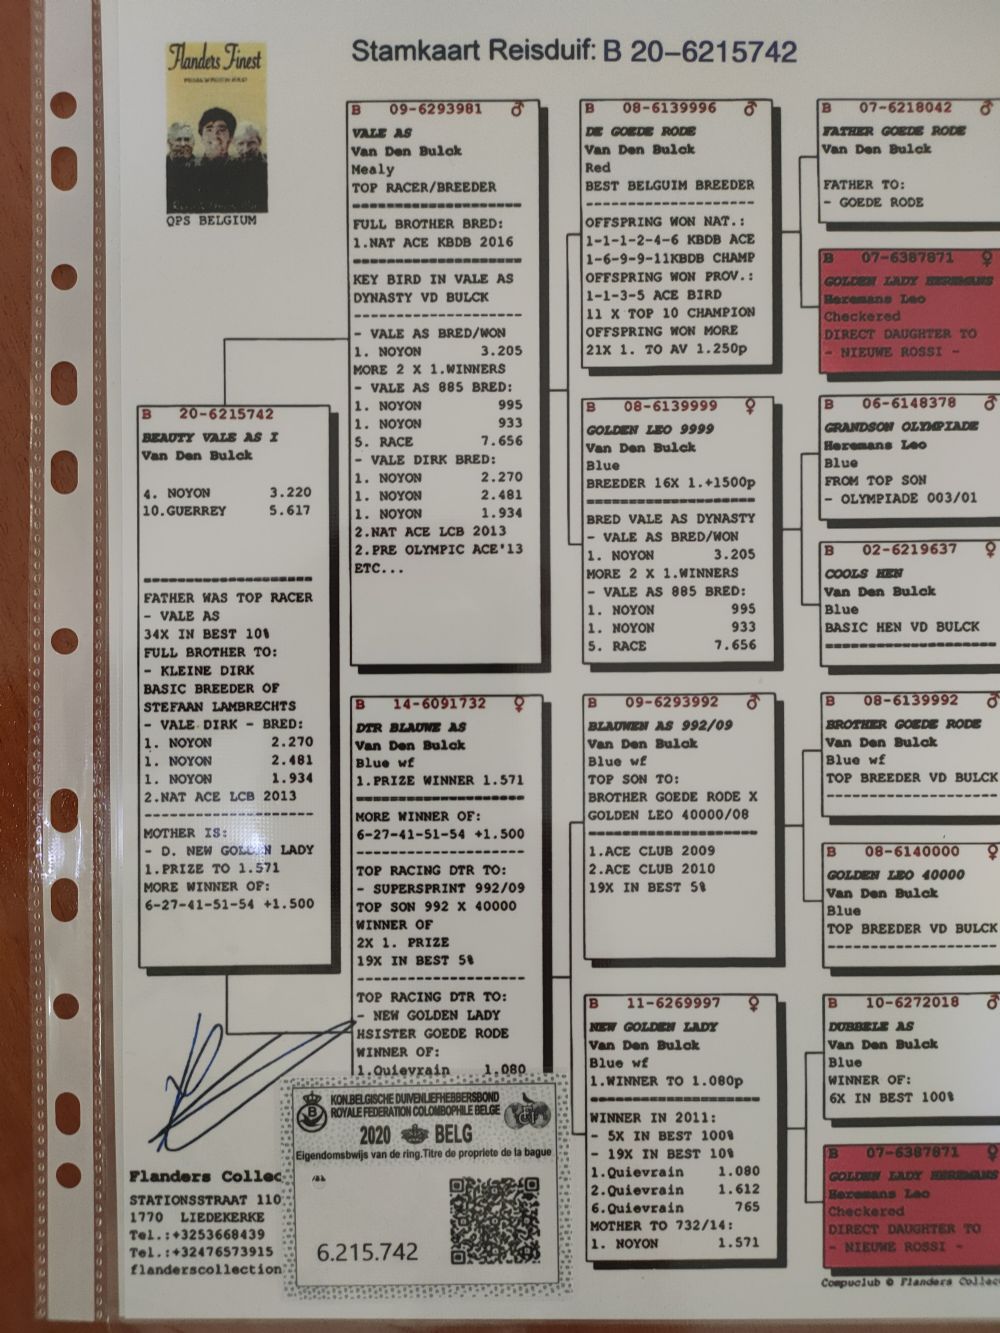 Flanders Finest
QPS BELGIUM
Stamkaart Reisduif: B 20-6215742
B 20-6215742
BEAUTY VALE AS I
Van Den Bulck
4. NOYON 3.220
10.GUERREY 5.617
FATHER WAS TOP RACER
- VALE AS
34X IN BEST 10%
FULL BROTHER TO:
- KLEINE DIRK
BASIC BREEDER OF
STEFAAN LAMBRECHTS
- VALE DIRK - BRED:
1. NOYON 2.270
1. NOYON 2.481
1. NOYON 1.934
2.NAT ACE LCB 2013
MOTHER IS:
- D. NEW GOLDEN LADY
1.PRIZE TO 1.571
MORE WINNER OF:
6-27-41-51-54 +1.500
B 09-6293981 ♂
VALE AS
Van Den Bulck
Mealy
TOP RACER/BREEDER
FULL BROTHER BRED:
1.NAT ACE KBDB 2016
KEY BIRD IN VALE AS
DYNASTY VD BULCK
- VALE AS BRED/WON
1. NOYON 3.205
MORE 2 X 1.WINNERS
- VALE AS 885 BRED:
1. NOYON 995
1. NOYON 933
5. RACE 7.656
- VALE DIRK BRED:
1. NOYON 2.270
1. NOYON 2.481
1. NOYON 1.934
2.NAT ACE LCB 2013
2.PRE OLYMPIC ACE'13
ETC...
B 14-6091732 ♀
DTR BLAUWE AS
Van Den Bulck
Blue wf
1.PRIZE WINNER 1.571
MORE WINNER OF:
6-27-41-51-54 +1.500
TOP RACING DTR TO:
- SUPERSPRINT 992/09
TOP SON 992 X 40000
WINNER OF
2X 1. PRIZE
19X IN BEST 5%
TOP RACING DTR TO:
- NEW GOLDEN LADY
HSISTER GOEDE RODE
WINNER OF:
1.Quievrain 1.080
B 08-6139996 ♂
DE GOEDE RODE
Van Den Bulck
Red
BEST BELGUIM BREEDER
OFFSPRING WON NAT.:
1-1-1-2-4-6 KBDB ACE
1-6-9-9-11KBDB CHAMP
OFFSPRING WON PROV.:
1-1-3-5 ACE BIRD
11 X TOP 10 CHAMPION
OFFSPRING WON MORE
21X 1. TO AV 1.250p
B 08-6139999 ♀
GOLDEN LEO 9999
Van Den Bulck
Blue
BREEDER 16X 1.+1500p
BRED VALE AS DYNASTY
- VALE AS BRED/WON
1. NOYON 3.205
MORE 2 X 1.WINNERS
- VALE AS 885 BRED:
1. NOYON 995
1. NOYON 933
5. RACE 7.656
B 09-6293992 ♂
BLAUWEN AS 992/09
Van Den Bulck
Blue wf
TOP SON TO:
BROTHER GOEDE RODE X
GOLDEN LEO 40000/08
1.ACE CLUB 2009
2.ACE CLUB 2010
19X IN BEST 5%
B 11-6269997 ♀
NEW GOLDEN LADY
Van Den Bulck
Blue wf
1.WINNER TO 1.080p
WINNER IN 2011:
- 5X IN BEST 100%
- 19X IN BEST 10%
1.Quievrain 1.080
2.Quievrain 1.612
6.Quievrain 765
MOTHER TO 732/14:
1. NOYON 1.571
B 07-6218042 ♂
FATHER GOEDE RODE
Van Den Bulck
FATHER TO:
- GOEDE RODE
B 07-6387871 ♀
GOLDEN LADY HEREMANS
Heremans Leo
Checkered
DIRECT DAUGHTER TO
- NIEUWE ROSSI -
B 06-6148378 ♂
GRANDSON OLYMPIADE
Heremans Leo
Blue
FROM TOP SON
- OLYMPIADE 003/01
B 02-6219637 ♀
COOLS HEN
Van Den Bulck
Blue
BASIC HEN VD BULCK
B 08-6139992 ♂
BROTHER GOEDE RODE
Van Den Bulck
Blue wf
TOP BREEDER VD BULCK
B 08-6140000 ♀
GOLDEN LEO 40000
Van Den Bulck
Blue
TOP BREEDER VD BULCK
B 10-6272018 ♂
DUBBELE AS
Van Den Bulck
Blue
WINNER OF:
6X IN BEST 100%
B 07-6387871 ♀
GOLDEN LADY HEREMANS
Heremans Leo
Checkered
DIRECT DAUGHTER TO
- NIEUWE ROSSI -
Compuclub © Flanders Collec
Flanders Collec
STATIONSSTRAAT 110
1770 LIEDEKERKE
Tel.:+3253668439
Tel.:+32476573915
flanderscollection
KON.BELGISCHE DUIVENLIEFHEBBERSBOND
ROYALE FEDERATION COLOMBOPHILE BELGE
2020 BELG
Eigendomsbwijs van de ring.Titre de propriete de la bague
6.215.742